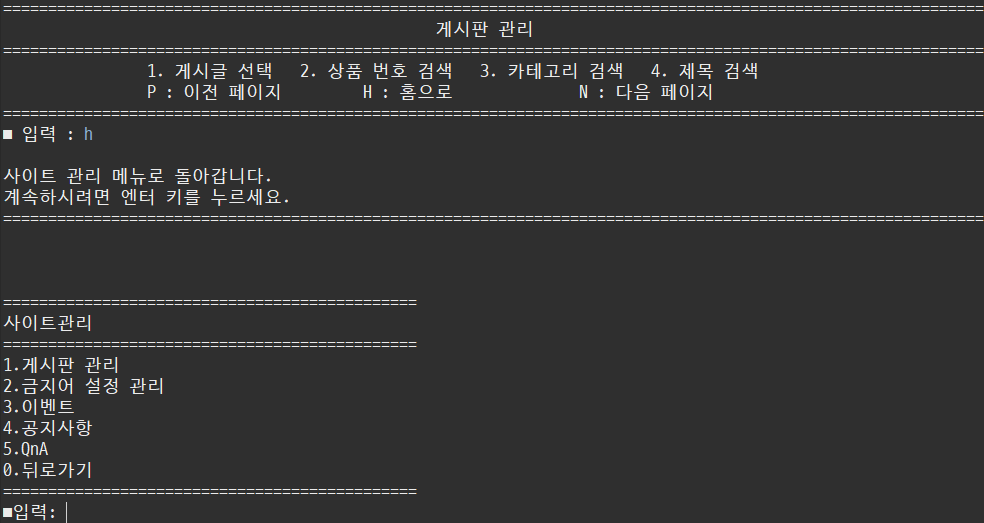 ==============================================================================================================
게시판 관리
==============================================================================================================
1. 게시글 선택 2. 상품 번호 검색 3. 카테고리 검색 4. 제목 검색
P : 이전 페이지 H : 홈으로 N : 다음 페이지
==============================================================================================================
■ 입력 : h
사이트 관리 메뉴로 돌아갑니다.
계속하시려면 엔터 키를 누르세요.
==============================================================================================================
==============================================
사이트관리
==============================================
1.게시판 관리
2.금지어 설정 관리
3.이벤트
4.공지사항
5.QnA
0.뒤로가기
==============================================
■입력: